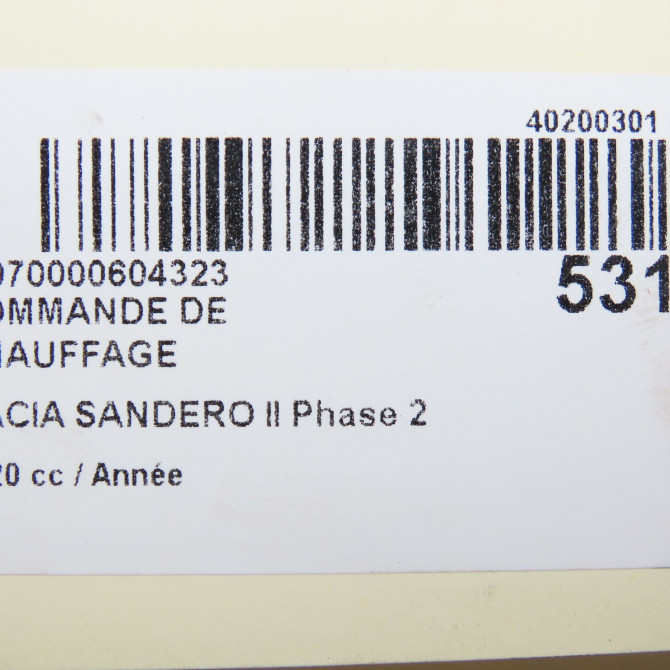 40200301
070000604323
531
OMMANDE DE
HAUFFAGE
ACIA SANDERO II Phase 2
20 cc / Année